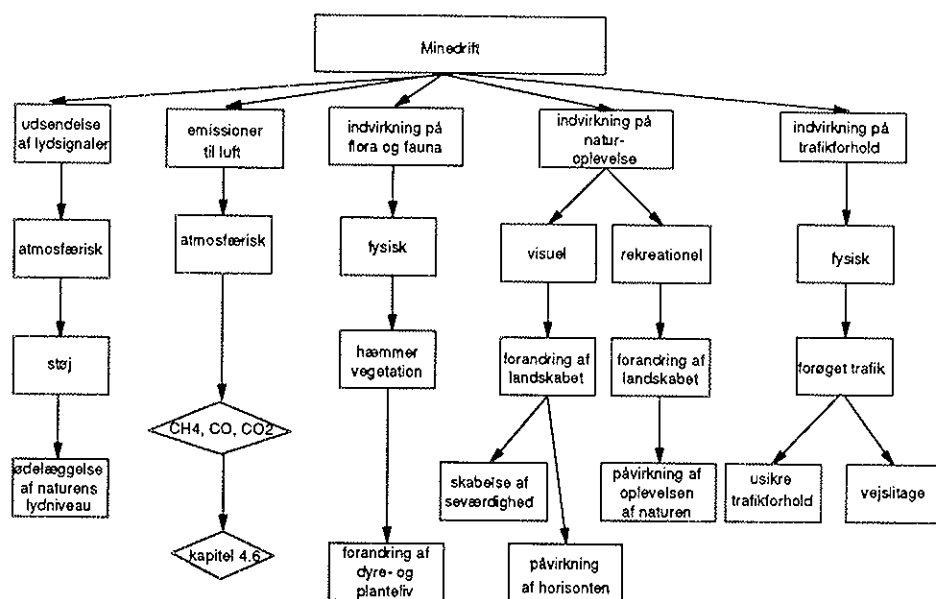 Minedrift
udsendelse
af lydsignaler
emissioner
til luft
indvirkning på
flora og fauna
indvirkning på
natur-
oplevelse
indvirkning på
trafikforhold
atmosfærisk
atmosfærisk
fysisk
visuel
rekreationel
fysisk
støj
hæmmer
vegetation
forandring af
landskabet
forandring af
landskabet
forøget trafik
CH4, CO, CO2
ødelæggelse
af naturens
lydniveau
skabelse af
seværdighed
påvirkning af
oplevelsen
af naturen
usikre
trafikforhold
vejslitage
kapitel 4.6
forandring af
dyre- og
planteliv
påvirkning
af horisonten